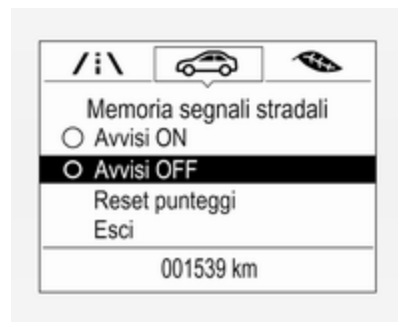 Memoria segnali stradali
Avvisi ON
Avvisi OFF
Reset punteggi
Esci
001539 km